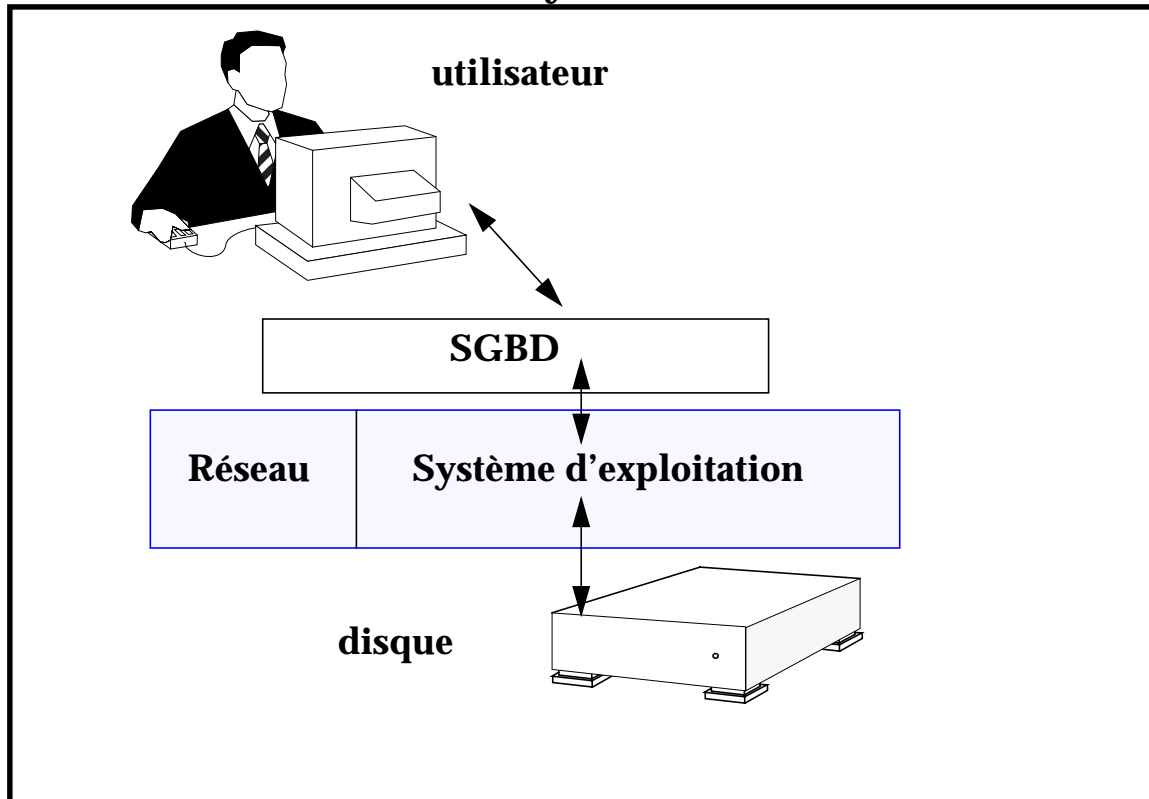 utilisateur
SGBD
Réseau
Système d'exploitation
disque